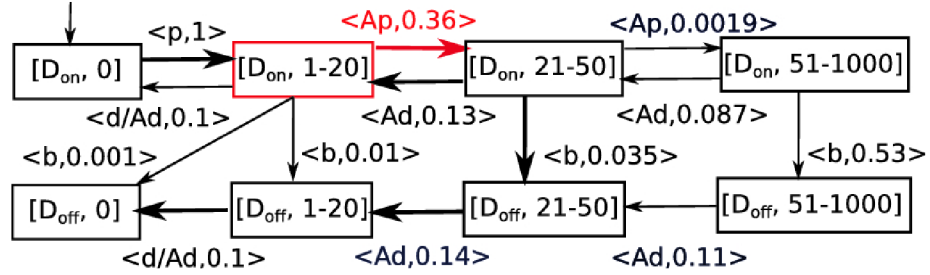 <p,1> <Ap,0.36> <Ap,0.0019>
[Don, 0] [Don, 1-20] [Don, 21-50] [Don, 51-1000]
<d/Ad,0.1> <Ad,0.13> <Ad,0.087>
<b,0.001> <b,0.01> <b,0.035> <b,0.53>
[Doff, 0] [Doff, 1-20] [Doff, 21-50] [Doff, 51-1000]
<d/Ad,0.1> <Ad,0.14> <Ad,0.11>